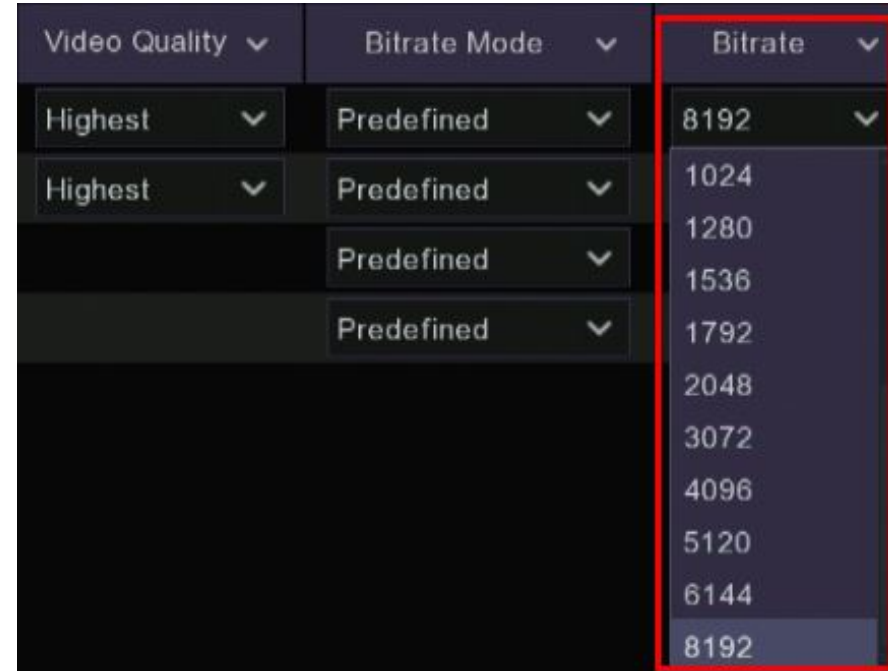 Video Quality Bitrate Mode Bitrate
Highest Predefined 8192
Highest Predefined 1024
1280
Predefined 1536
Predefined 1792
2048
3072
4096
5120
6144
8192